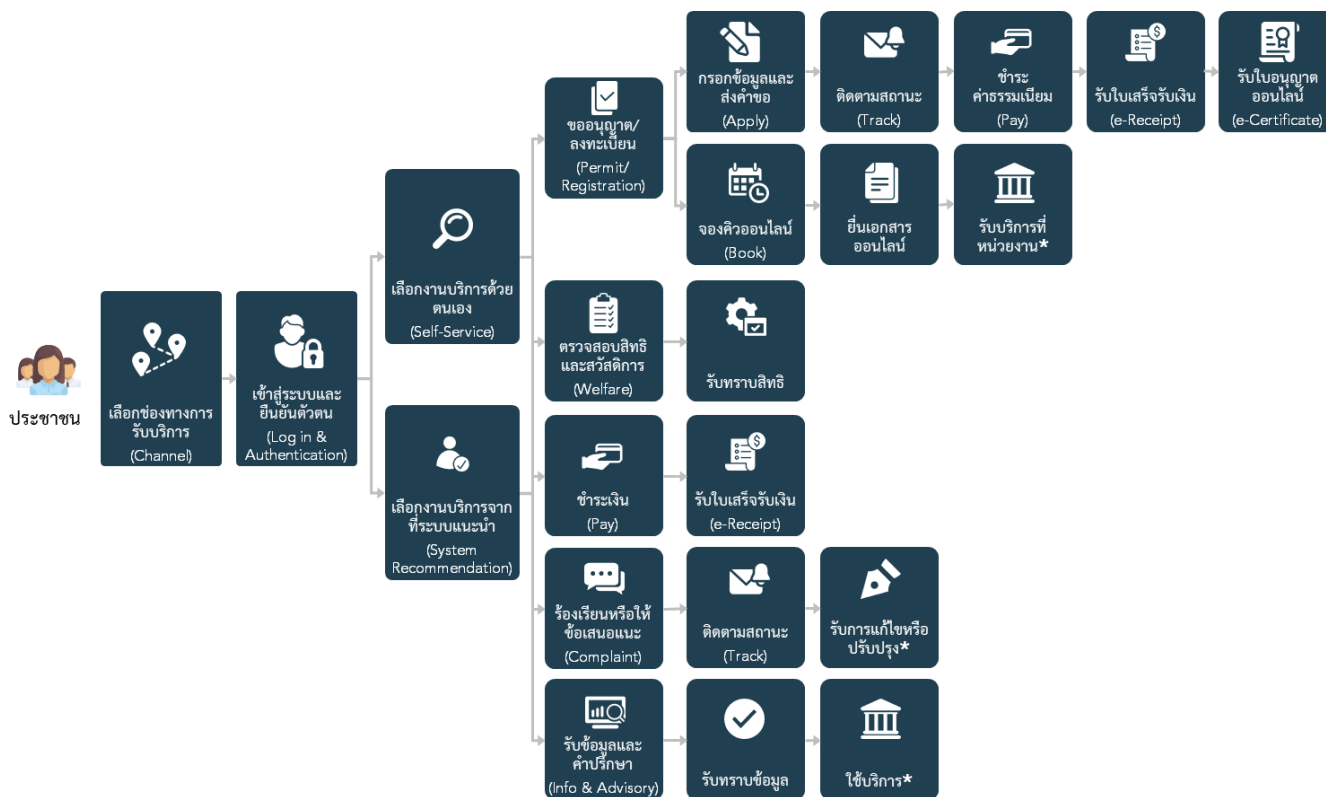 ประชาชน
เลือกช่องทางการ
รับบริการ
(Channel)
เข้าสู่ระบบและ
ยืนยันตัวตน
(Log in &
Authentication)
เลือกงานบริการด้วย
ตนเอง
(Self-Service)
เลือกงานบริการจาก
ที่ระบบแนะนำ
(System
Recommendation)
ขออนุญาต/
ลงทะเบียน
(Permit/
Registration)
กรอกข้อมูลและ
ส่งคำขอ
(Apply)
ติดตามสถานะ
(Track)
ชำระ
ค่าธรรมเนียม
(Pay)
รับใบเสร็จรับเงิน
(e-Receipt)
รับใบอนุญาต
ออนไลน์
(e-Certificate)
จองคิวออนไลน์
(Book)
ยื่นเอกสาร
ออนไลน์
รับบริการที่
หน่วยงาน*
ตรวจสอบสิทธิ
และสวัสดิการ
(Welfare)
รับทราบสิทธิ
ชำระเงิน
(Pay)
รับใบเสร็จรับเงิน
(e-Receipt)
ร้องเรียนหรือให้
ข้อเสนอแนะ
(Complaint)
ติดตามสถานะ
(Track)
รับการแก้ไขหรือ
ปรับปรุง*
รับข้อมูลและ
คำปรึกษา
(Info & Advisory)
รับทราบข้อมูล
ใช้บริการ*